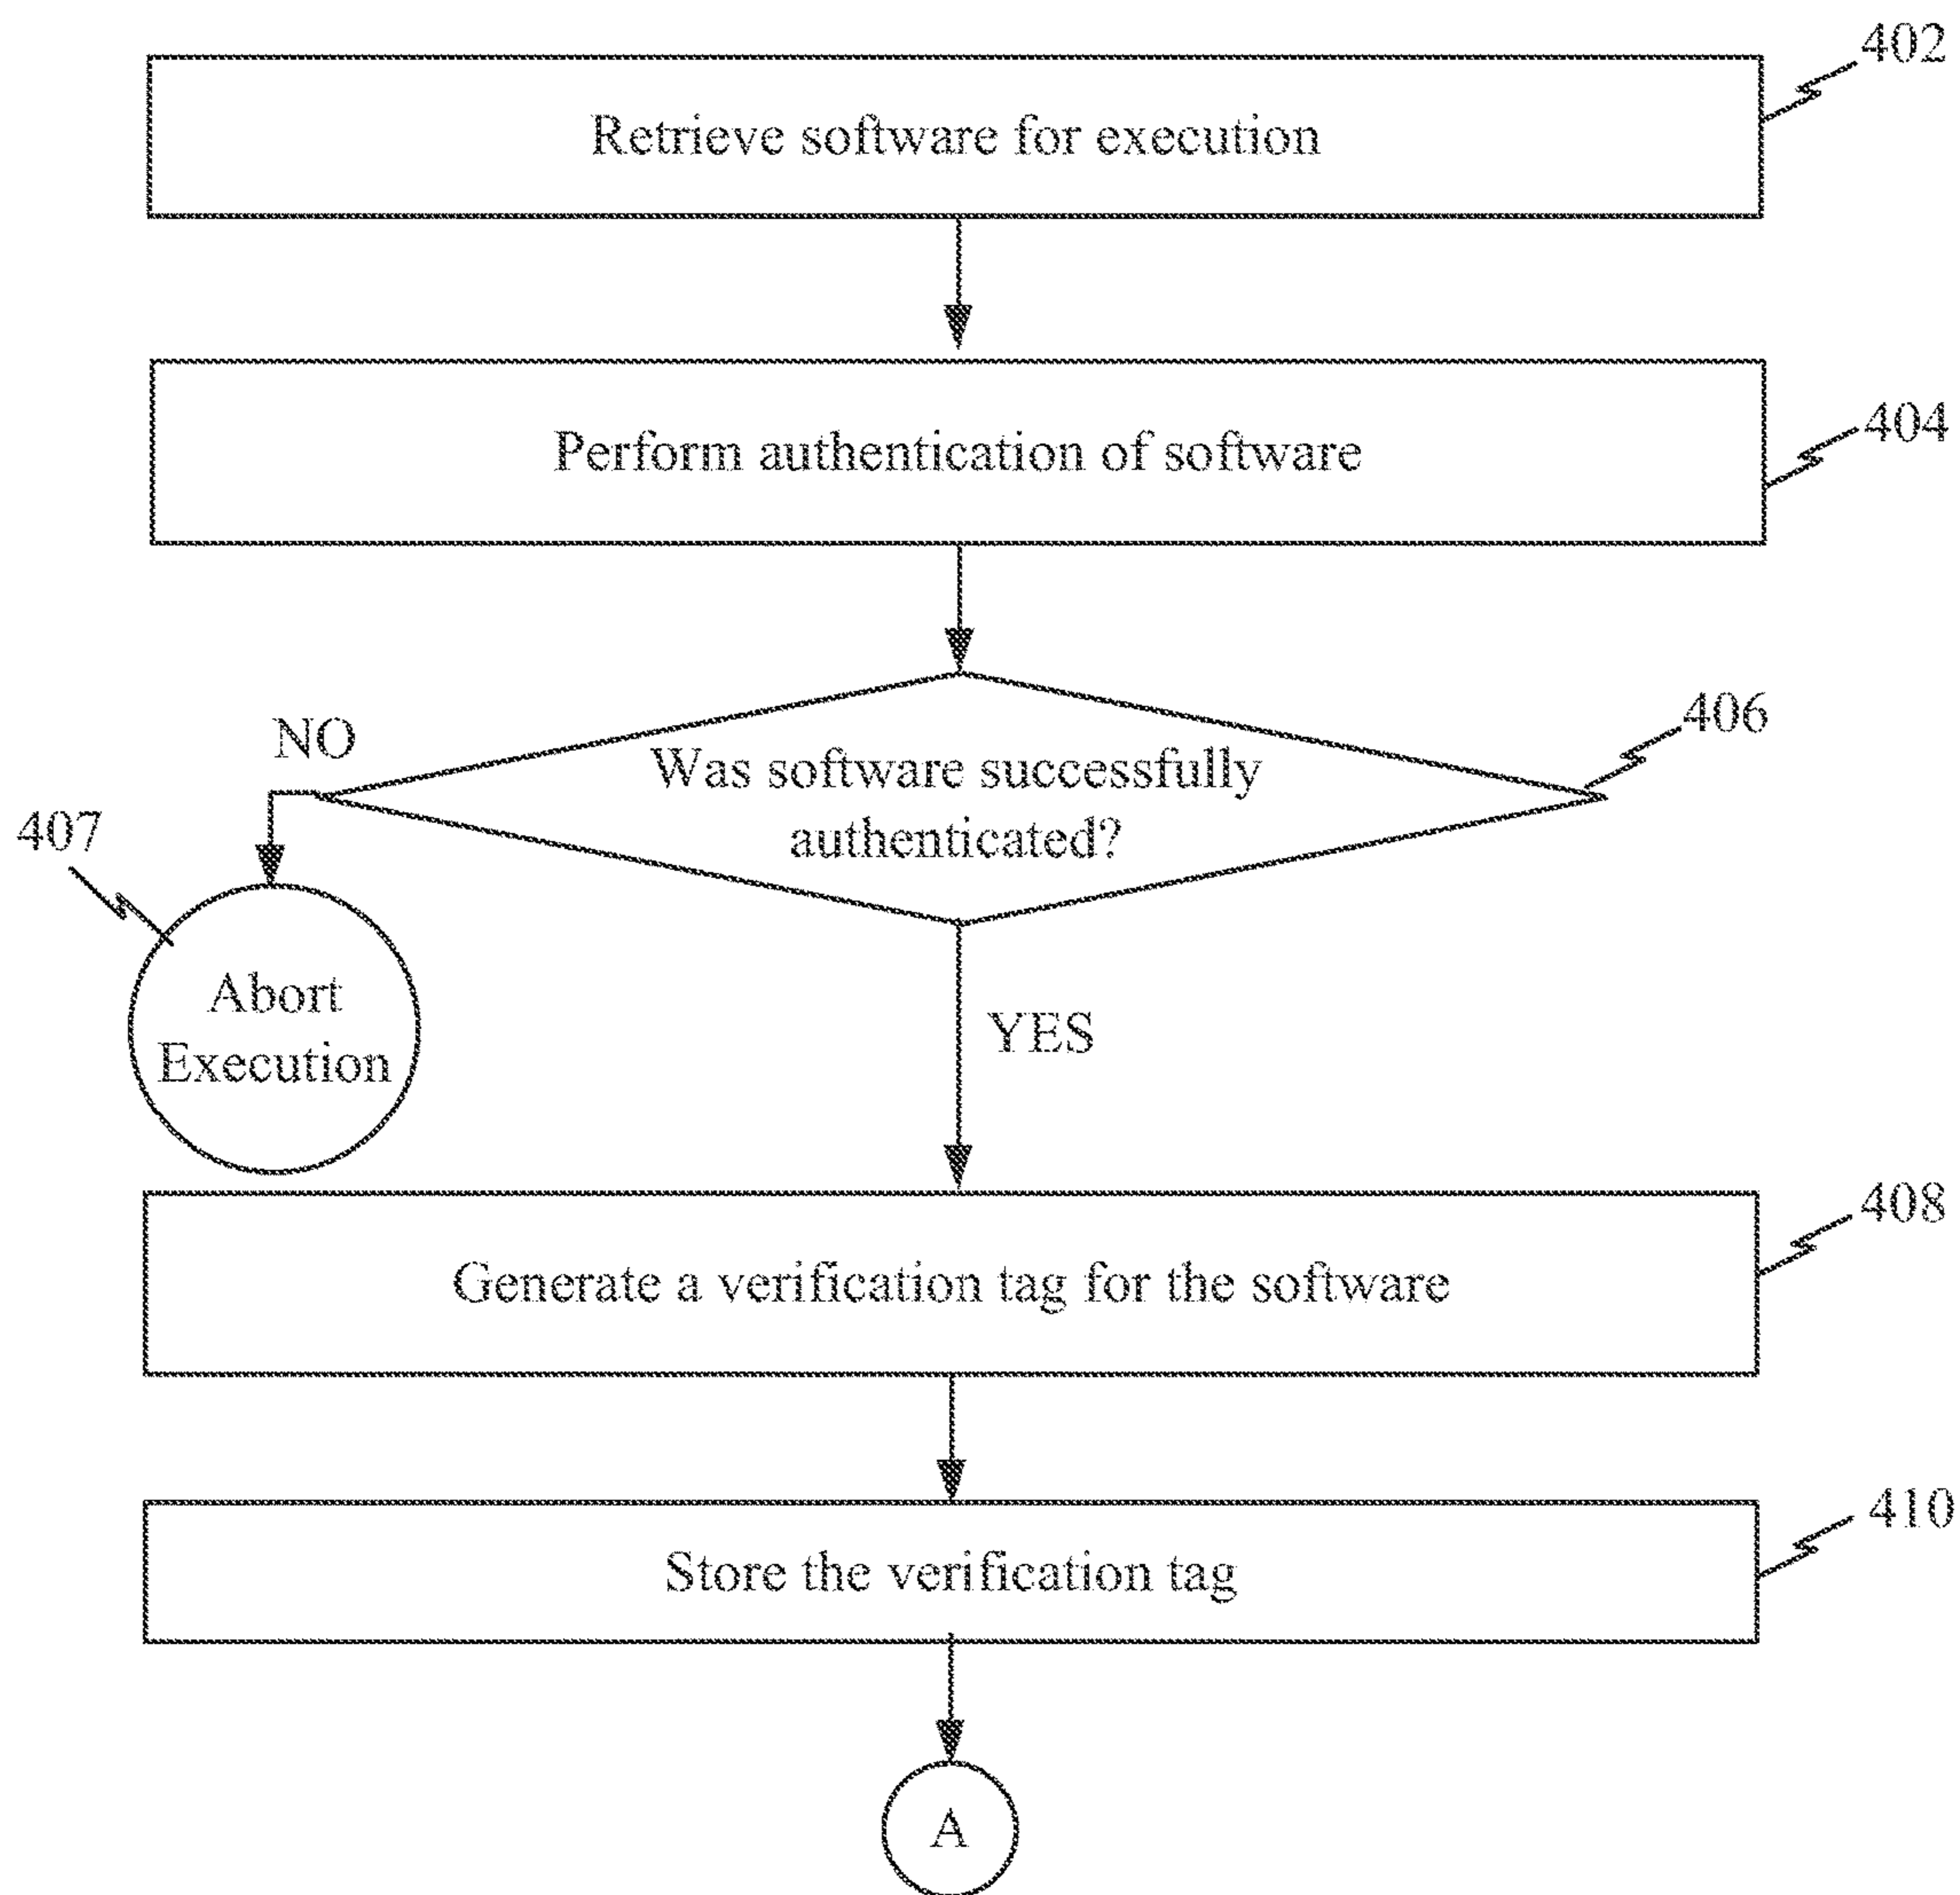 402
Retrieve software for execution
404
Perform authentication of software
406
NO
Was software successfully
authenticated?
407
Abort
Execution
YES
408
Generate a verification tag for the software
410
Store the verification tag
A